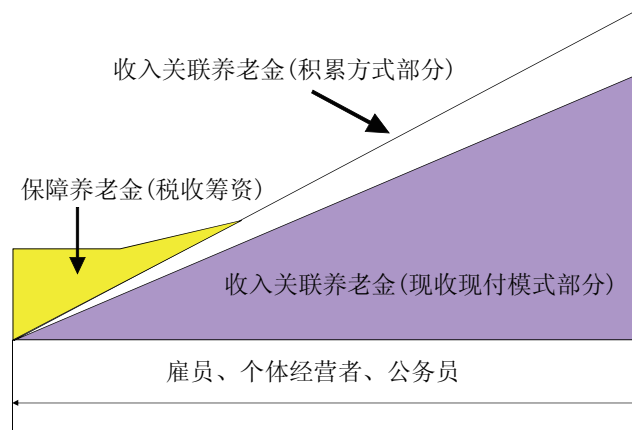 收入关联养老金(积累方式部分)
保障养老金(税收筹资)
收入关联养老金(现收现付模式部分)
雇员、个体经营者、公务员